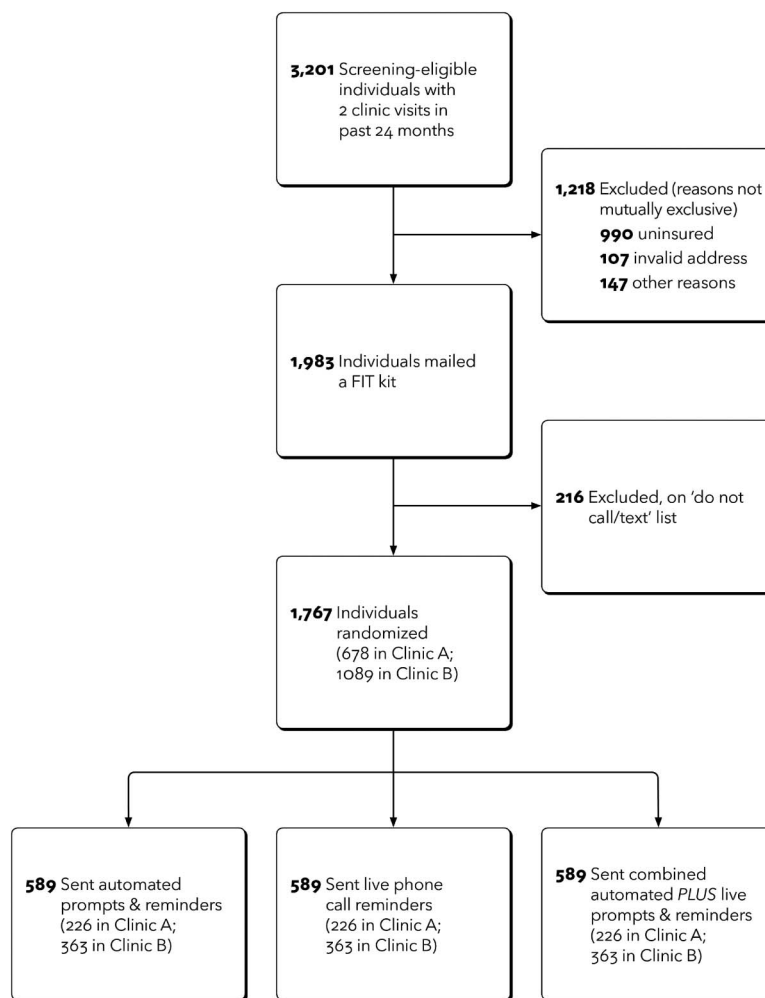 3,201 Screening-eligible
individuals with
2 clinic visits in
past 24 months
1,218 Excluded (reasons not
mutually exclusive)
990 uninsured
107 invalid address
147 other reasons
1,983 Individuals mailed
a FIT kit
216 Excluded, on ‘do not
call/text’ list
1,767 Individuals
randomized
(678 in Clinic A;
1089 in Clinic B)
589 Sent automated
prompts & reminders
(226 in Clinic A;
363 in Clinic B)
589 Sent live phone
call reminders
(226 in Clinic A;
363 in Clinic B)
589 Sent combined
automated PLUS live
prompts & reminders
(226 in Clinic A;
363 in Clinic B)